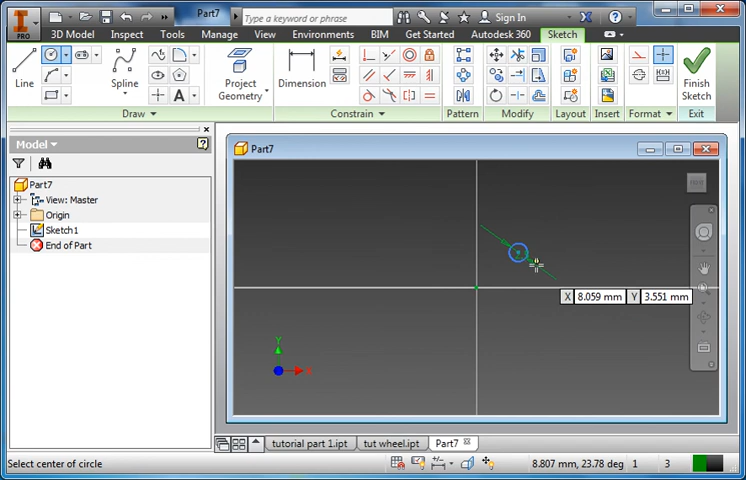 Part7
Type a keyword or phrase
Sign In
PRO
3D Model Inspect Tools Manage View Environments BIM Get Started Autodesk 360 Sketch
Line Spline Project Geometry Dimension Finish Sketch
Draw Constrain Pattern Modify Insert Format Exit
Model
Part7
View: Master
Origin
Sketch1
End of Part
Part7
X 8.059 mm Y 3.551 mm
Y
X
tutorial part 1.ipt tut wheel.ipt Part7
Select center of circle 8.807 mm, 23.78 deg 1 3